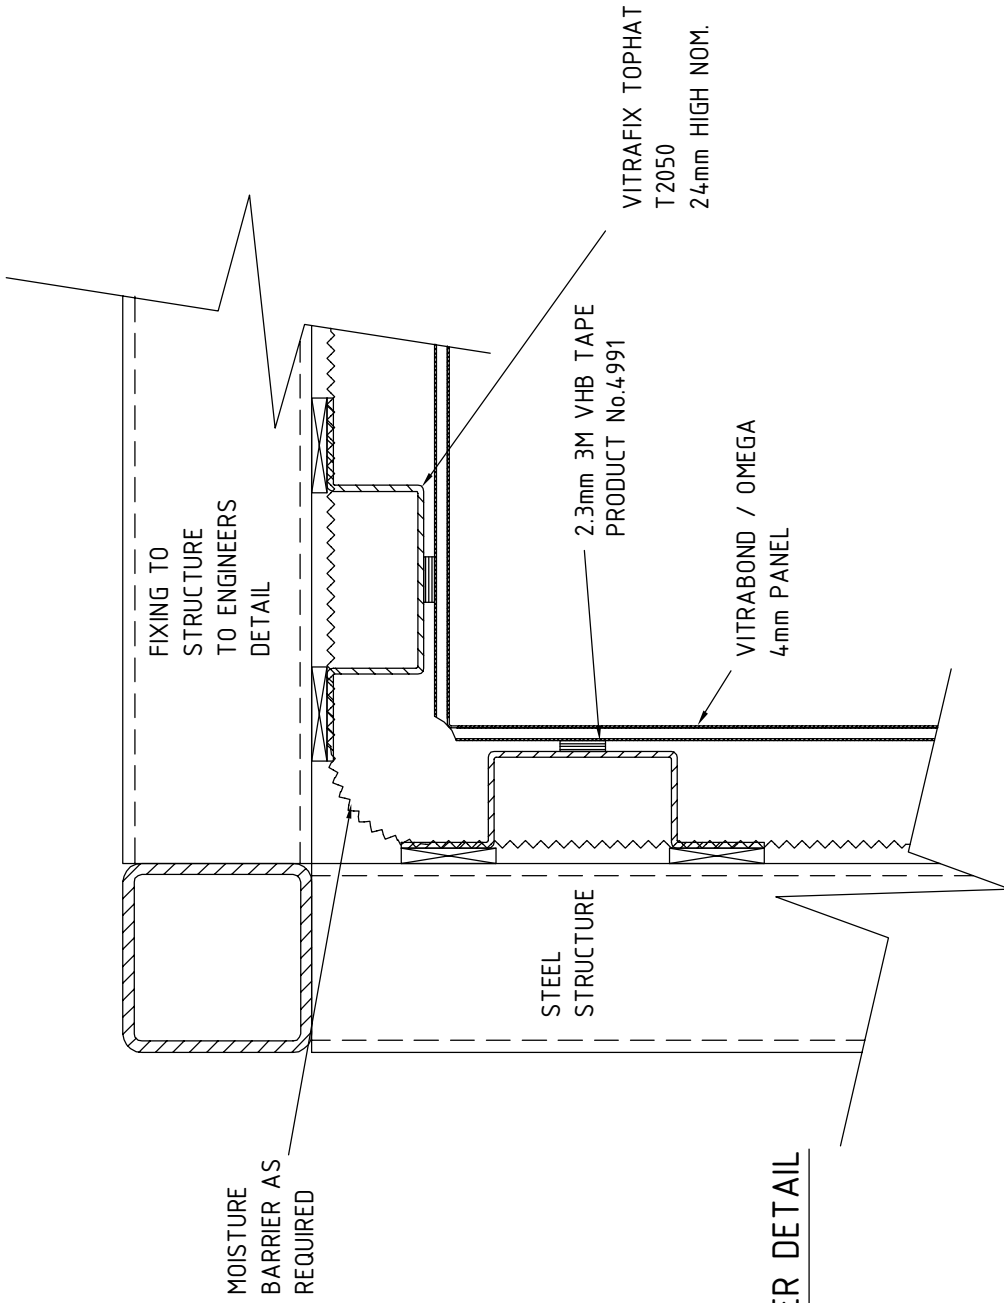 MOISTURE
BARRIER AS
REQUIRED
FIXING TO
STRUCTURE
TO ENGINEERS
DETAIL
STEEL
STRUCTURE
2.3mm 3M VHB TAPE
PRODUCT No.4991
VITRABOND / OMEGA
4mm PANEL
VITRAFIX TOPHAT
T2050
24mm HIGH NOM.
DETAIL